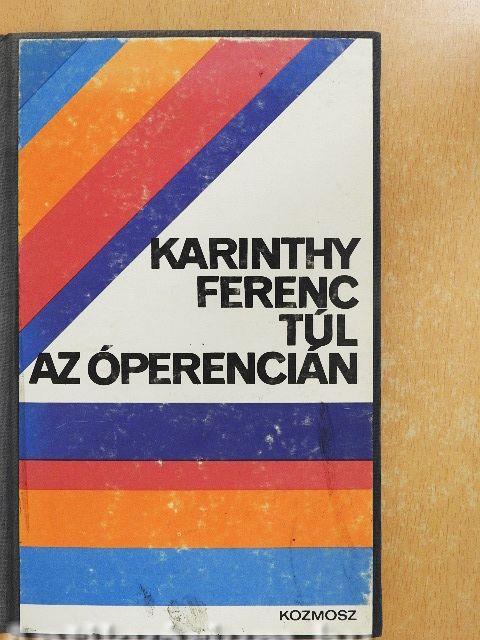 KARINTHY
FERENC
TÚL
AZ ÓPERENCIÁN
KOZMOSZ